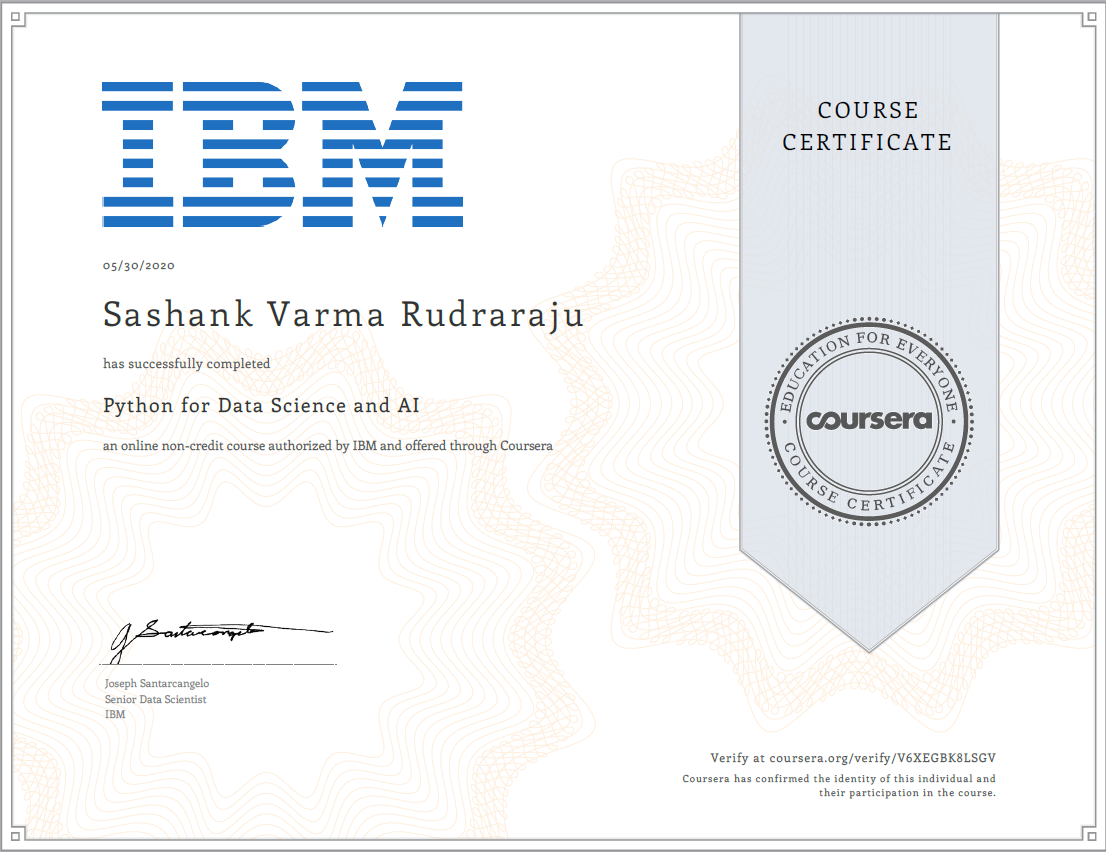 IBM
COURSE
CERTIFICATE
05/30/2020
Sashank Varma Rudraraju
has successfully completed
Python for Data Science and AI
an online non-credit course authorized by IBM and offered through Coursera
EDUCATION FOR EVERYONE
coursera
COURSE CERTIFICATE
J Santarcangelo
Joseph Santarcangelo
Senior Data Scientist
IBM
Verify at coursera.org/verify/V6XEGBK8LSGV
Coursera has confirmed the identity of this individual and
their participation in the course.